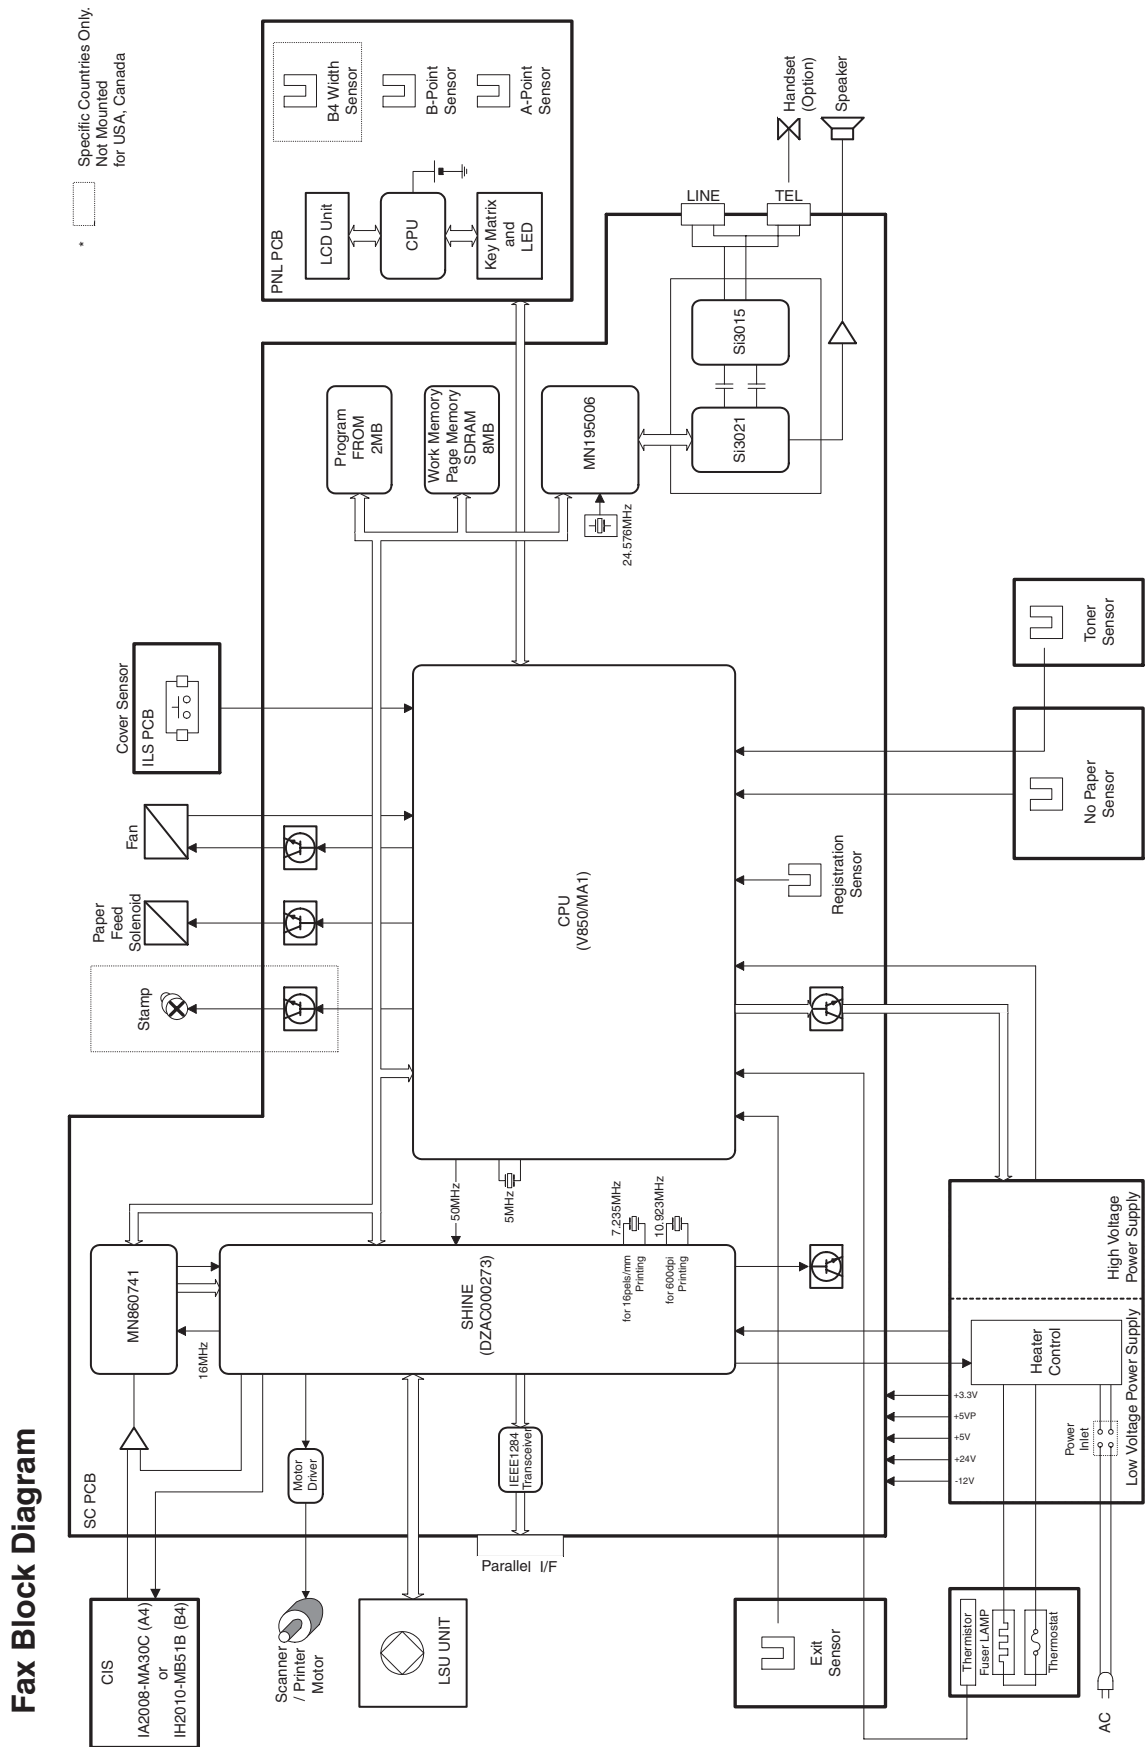 Fax Block Diagram
*
Specific Countries Only.
Not Mounted
for USA, Canada
CIS
IA2008-MA30C (A4)
or
IH2010-MB51B (B4)
SC PCB
MN860741
16MHz
Stamp
Paper
Feed
Solenoid
Fan
Cover Sensor
ILS PCB
PNL PCB
LCD Unit
CPU
Key Matrix
and
LED
B4 Width
Sensor
B-Point
Sensor
A-Point
Sensor
Scanner
/ Printer
Motor
Motor
Driver
LSU UNIT
IEEE1284
Transceiver
Parallel I/F
SHINE
(DZAC000273)
50MHz
5MHz
7.235MHz
for 16pels/mm
Printing
10.923MHz
for 600dpi
Printing
CPU
(V850/MA1)
Program
FROM
2MB
Work Memory
Page Memory
SDRAM
8MB
MN195006
24.576MHz
Si3021
Si3015
LINE
TEL
Handset
(Option)
Speaker
Exit
Sensor
Registration
Sensor
No Paper
Sensor
Toner
Sensor
Thermistor
Fuser LAMP
Thermostat
AC
-12V
+24V
+5V
+5VP
+3.3V
Power
Inlet
Heater
Control
Low Voltage Power Supply
High Voltage
Power Supply